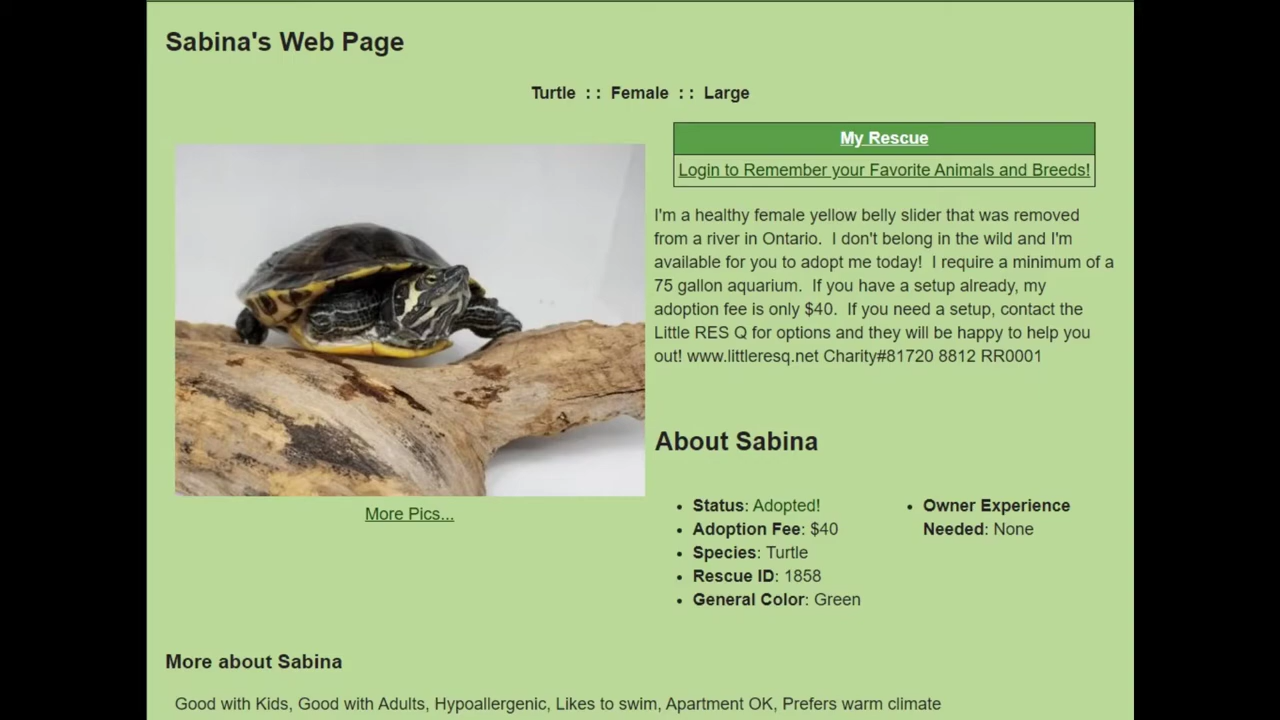 Sabina's Web Page
Turtle :: Female :: Large
My Rescue
Login to Remember your Favorite Animals and Breeds!
I'm a healthy female yellow belly slider that was removed
from a river in Ontario. I don't belong in the wild and I'm
available for you to adopt me today! I require a minimum of a
75 gallon aquarium. If you have a setup already, my
adoption fee is only $40. If you need a setup, contact the
Little RES Q for options and they will be happy to help you
out! www.littleresq.net Charity#81720 8812 RR0001
More Pics...
About Sabina
Status: Adopted!
Adoption Fee: $40
Species: Turtle
Rescue ID: 1858
General Color: Green
Owner Experience
Needed: None
More about Sabina
Good with Kids, Good with Adults, Hypoallergenic, Likes to swim, Apartment OK, Prefers warm climate